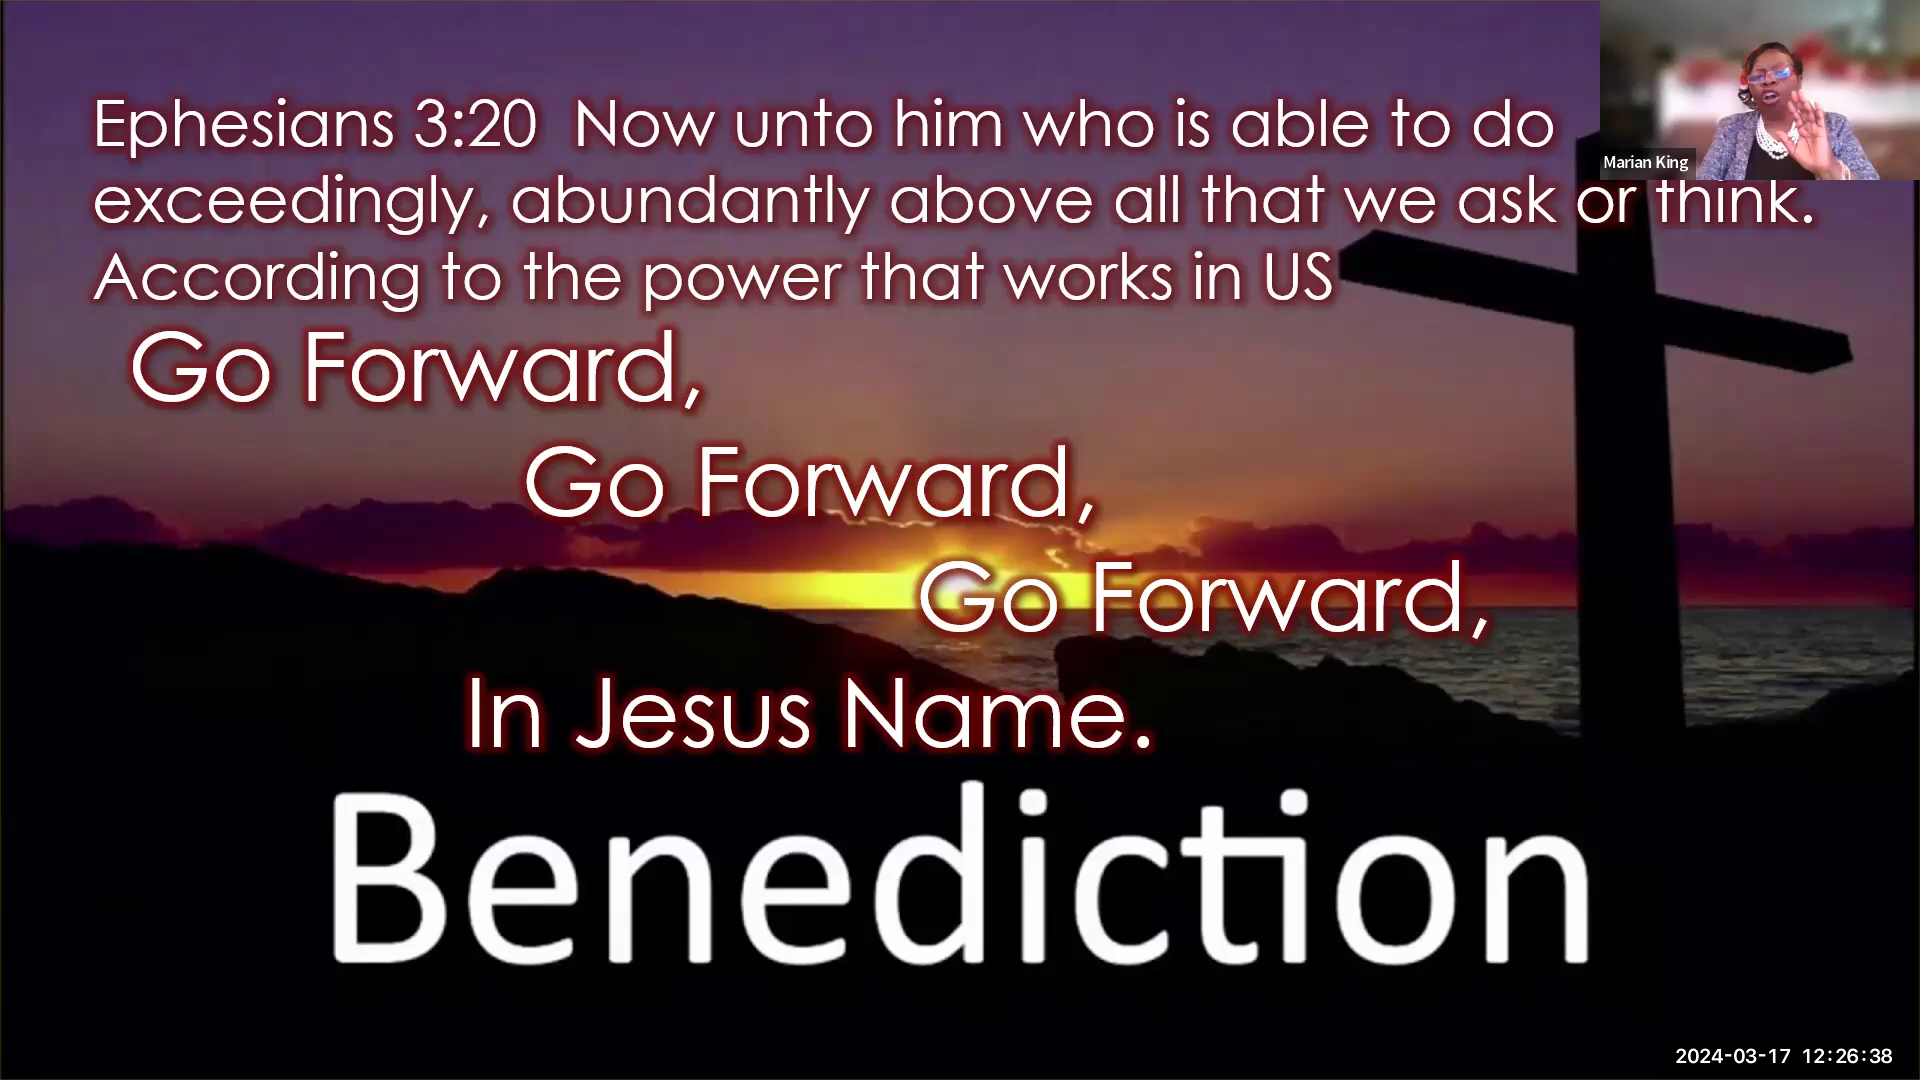 Ephesians 3:20  Now unto him who is able to do
exceedingly, abundantly above all that we ask or think.
According to the power that works in US
Go Forward,
Go Forward,
Go Forward,
In Jesus Name.
Benediction
Marian King
2024-03-17 12:26:38